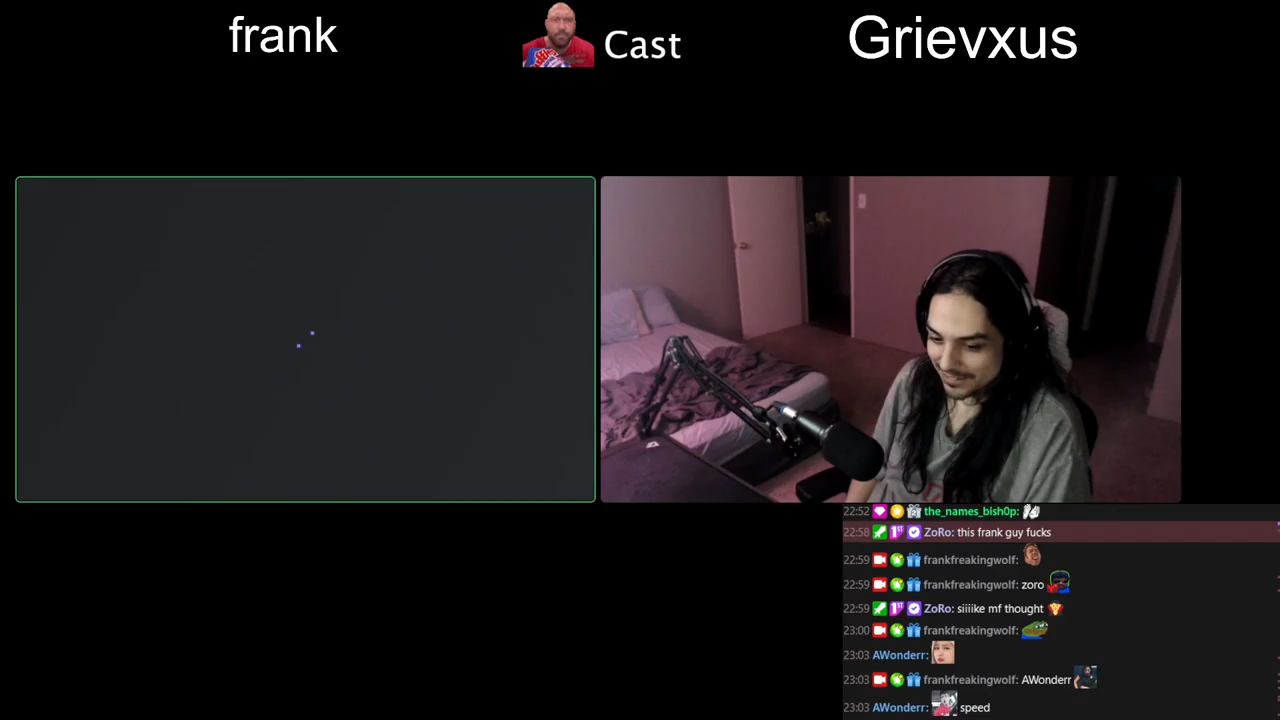 frank
Cast
Grievxus
22:52 the_names_bish0p:
22:58 ZoRo: this frank guy fucks
22:59 frankfreakingwolf:
22:59 frankfreakingwolf: zoro
22:59 ZoRo: siiiike mf thought
23:00 frankfreakingwolf:
23:03 AWonderr:
23:03 frankfreakingwolf: AWonderr
23:03 AWonderr: speed